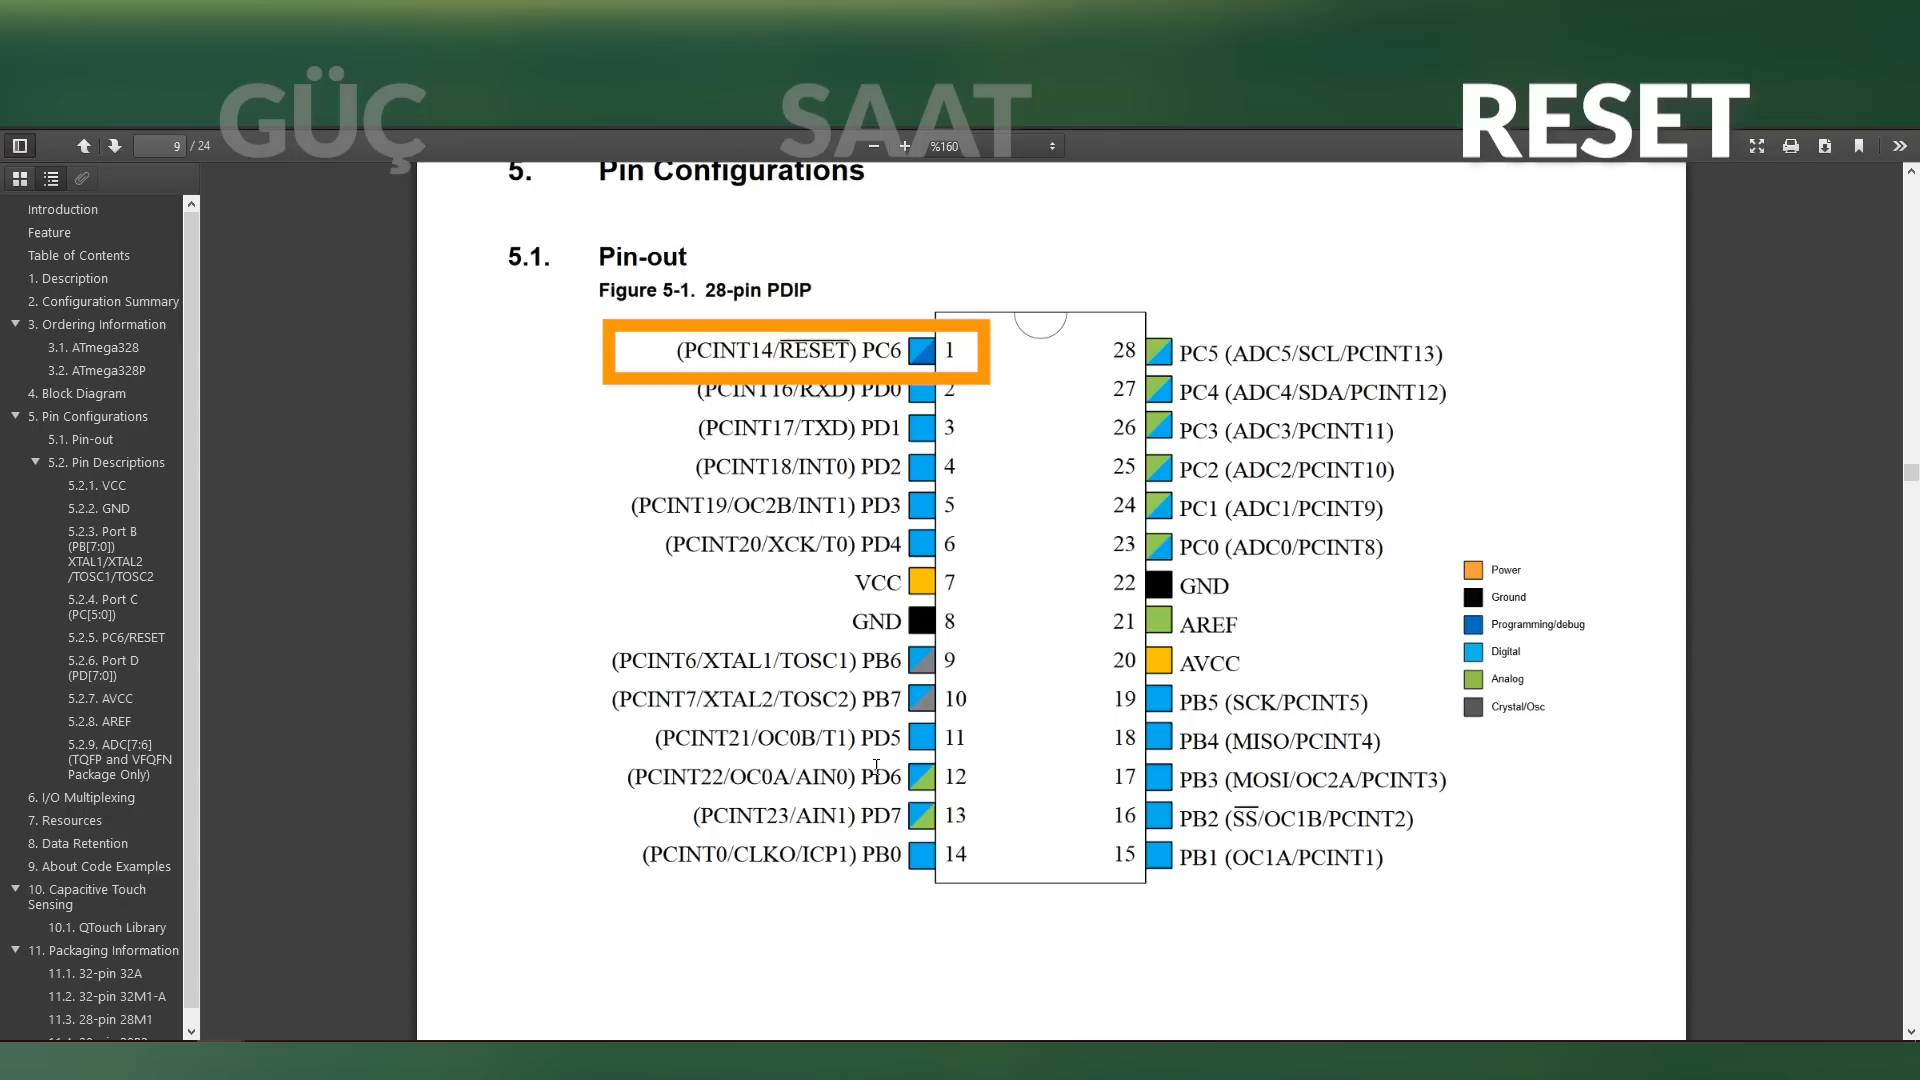 GÜÇ SAAT RESET
9 / 24 %160
Introduction
Feature
Table of Contents
1. Description
2. Configuration Summary
3. Ordering Information
3.1. ATmega328
3.2. ATmega328P
4. Block Diagram
5. Pin Configurations
5.1. Pin-out
5.2. Pin Descriptions
5.2.1. VCC
5.2.2. GND
5.2.3. Port B
(PB[7:0])
XTAL1/XTAL2
/TOSC1/TOSC2
5.2.4. Port C
(PC[5:0])
5.2.5. PC6/RESET
5.2.6. Port D
(PD[7:0])
5.2.7. AVCC
5.2.8. AREF
5.2.9. ADC[7:6]
(TQFP and VFQFN
Package Only)
6. I/O Multiplexing
7. Resources
8. Data Retention
9. About Code Examples
10. Capacitive Touch
Sensing
10.1. QTouch Library
11. Packaging Information
11.1. 32-pin 32A
11.2. 32-pin 32M1-A
11.3. 28-pin 28M1
5. Pin Configurations
5.1. Pin-out
Figure 5-1. 28-pin PDIP
(PCINT14/RESET) PC6 1 28 PC5 (ADC5/SCL/PCINT13)
(PCINT16/RXD) PD0 2 27 PC4 (ADC4/SDA/PCINT12)
(PCINT17/TXD) PD1 3 26 PC3 (ADC3/PCINT11)
(PCINT18/INT0) PD2 4 25 PC2 (ADC2/PCINT10)
(PCINT19/OC2B/INT1) PD3 5 24 PC1 (ADC1/PCINT9)
(PCINT20/XCK/T0) PD4 6 23 PC0 (ADC0/PCINT8)
VCC 7 22 GND
GND 8 21 AREF
(PCINT6/XTAL1/TOSC1) PB6 9 20 AVCC
(PCINT7/XTAL2/TOSC2) PB7 10 19 PB5 (SCK/PCINT5)
(PCINT21/OC0B/T1) PD5 11 18 PB4 (MISO/PCINT4)
(PCINT22/OC0A/AIN0) PD6 12 17 PB3 (MOSI/OC2A/PCINT3)
(PCINT23/AIN1) PD7 13 16 PB2 (SS/OC1B/PCINT2)
(PCINT0/CLKO/ICP1) PB0 14 15 PB1 (OC1A/PCINT1)
Power
Ground
Programming/debug
Digital
Analog
Crystal/Osc